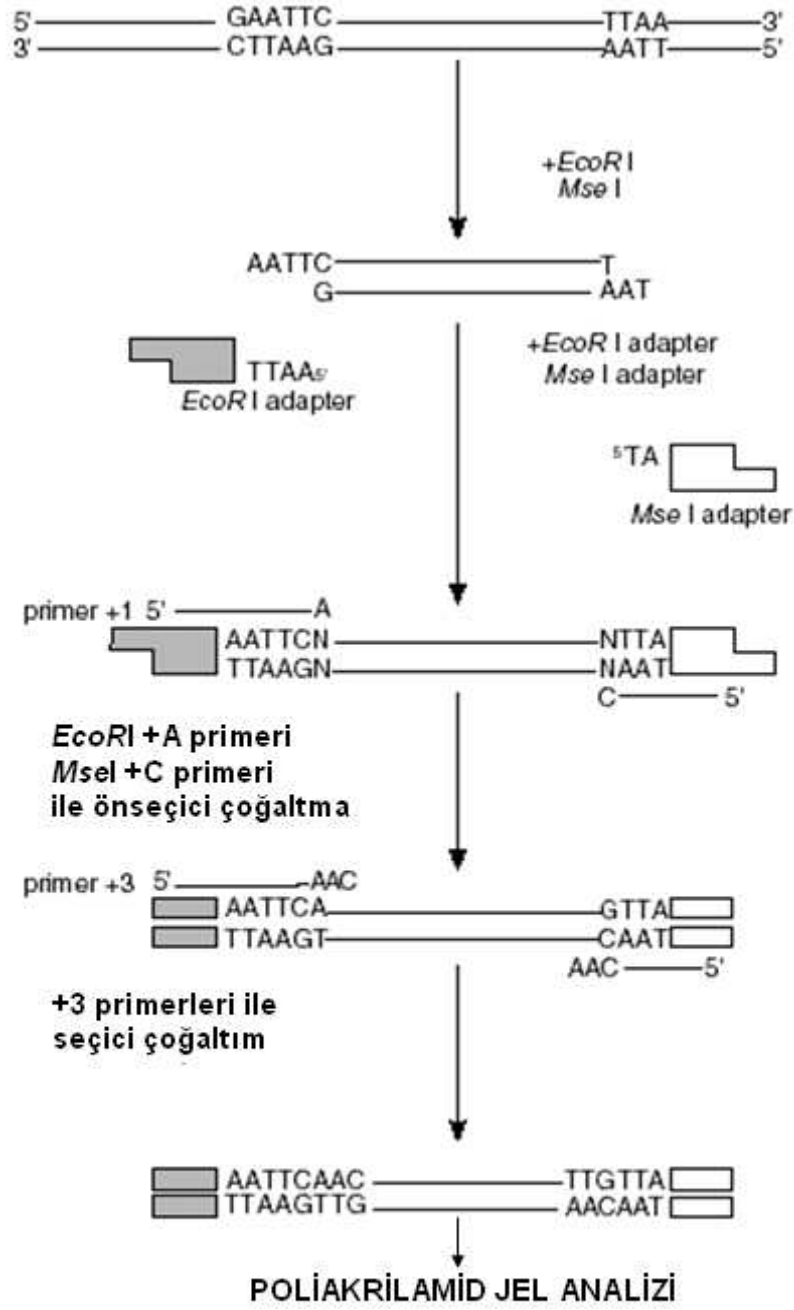 5' GAATTC TTAA 3'
3' CTTAAG AATT 5'
+EcoR I
Mse I
AATTC T
G AAT
+EcoR I adapter
Mse I adapter
TTAA5'
EcoR I adapter
5'TA
Mse I adapter
primer +1 5' A
AATTCN NTTA
TTAAGN NAAT
C 5'
EcoRI +A primeri
MseI +C primeri
ile önseçici çoğaltma
primer +3 5' AAC
AATTCA GTTA
TTAAGT CAAT
AAC 5'
+3 primerleri ile
seçici çoğaltım
AATTCAAC TTGTTA
TTAAGTTG AACAAT
POLİAKRİLAMİD JEL ANALİZİ